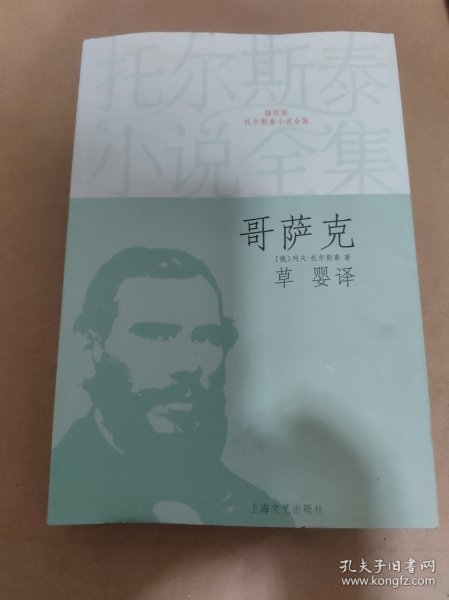 托尔斯泰
小说全集
插图版
托尔斯泰小说全集
哥萨克
[俄]列夫·托尔斯泰 著
草 婴译
上海文艺出版社
孔夫子旧书网
www.kongfz.com